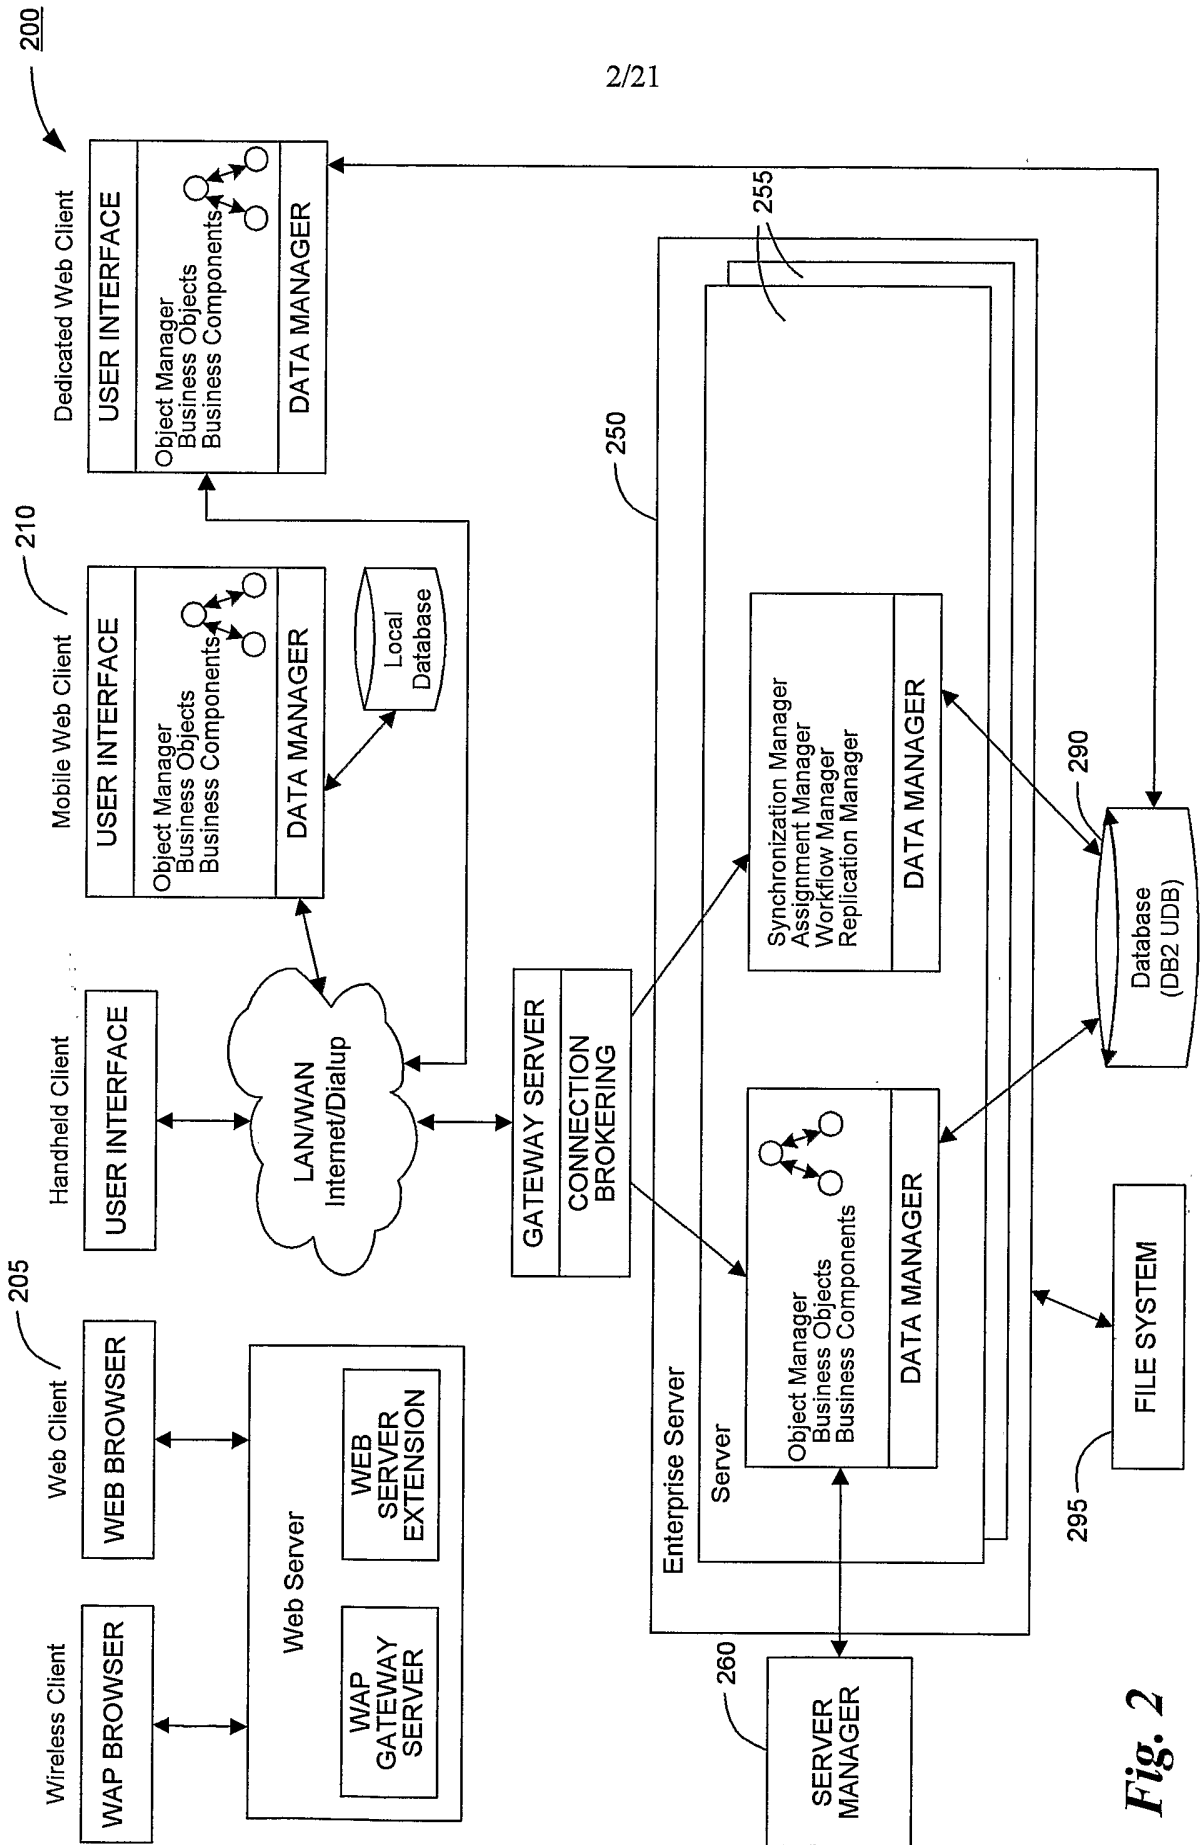 2/21
200
Wireless Client
WAP BROWSER
Web Client
WEB BROWSER
205
Handheld Client
USER INTERFACE
Mobile Web Client
210
USER INTERFACE
Object Manager
Business Objects
Business Components
DATA MANAGER
Local
Database
Dedicated Web Client
USER INTERFACE
Object Manager
Business Objects
Business Components
DATA MANAGER
Web Server
WAP
GATEWAY
SERVER
WEB
SERVER
EXTENSION
LAN/WAN
Internet/Dialup
GATEWAY SERVER
CONNECTION
BROKERING
250
255
Enterprise Server
Server
Object Manager
Business Objects
Business Components
DATA MANAGER
Synchronization Manager
Assignment Manager
Workflow Manager
Replication Manager
DATA MANAGER
260
SERVER
MANAGER
295
FILE SYSTEM
290
Database
(DB2 UDB)
Fig. 2